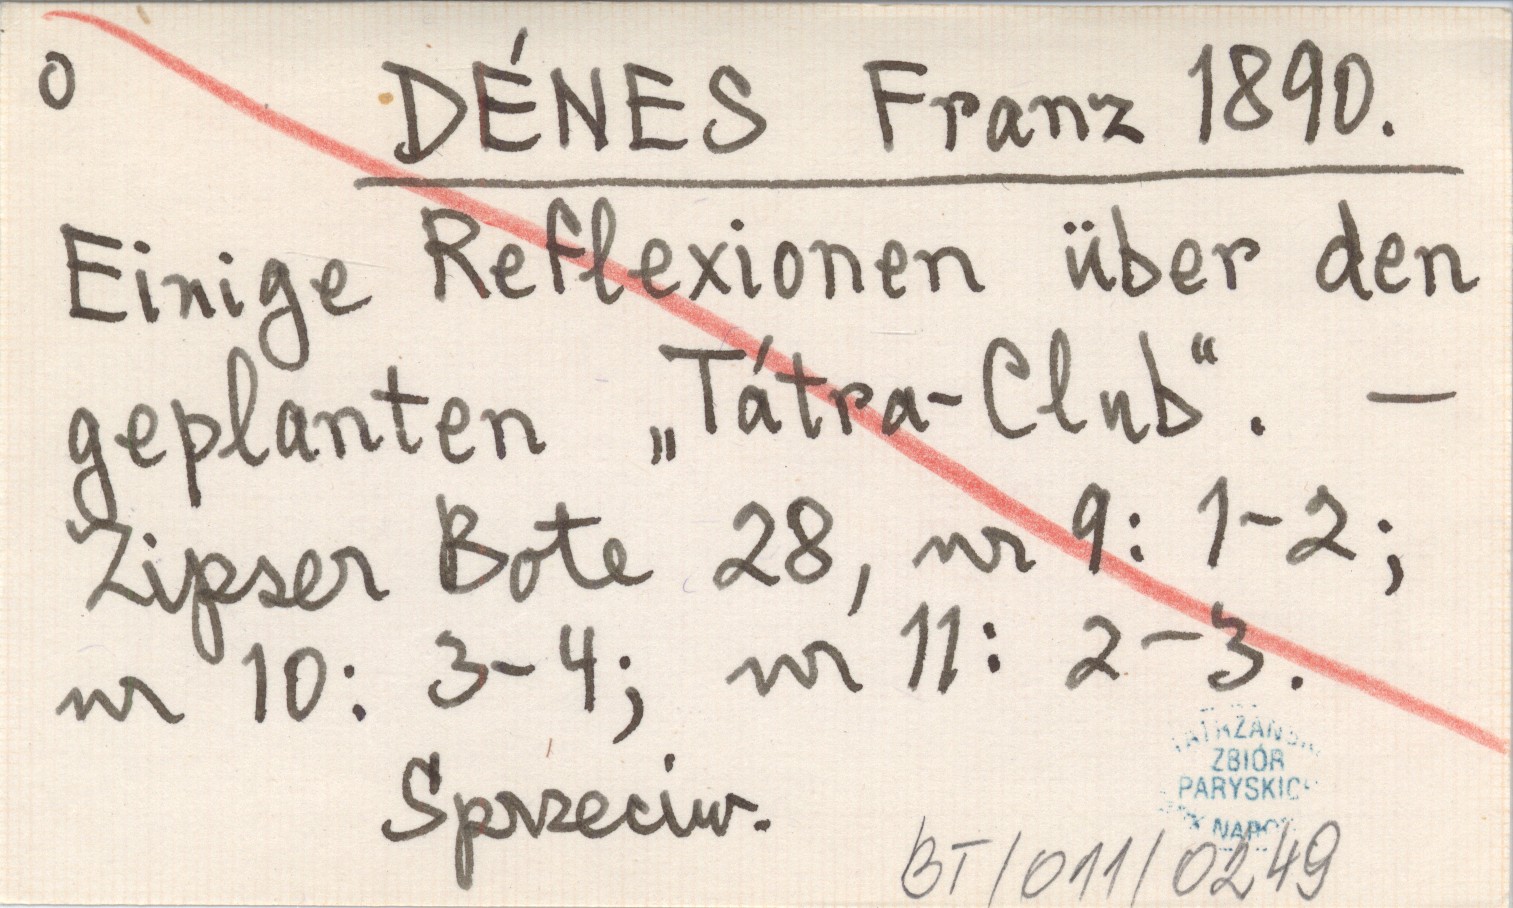 o DÉNES Franz 1890.
Einige Reflexionen über den
geplanten „Tátra-Club“. —
Zipser Bote 28, nr 9: 1-2;
nr 10: 3-4; nr 11: 2-3.
Sprzeciw.
ZBIÓR
BT/011/0249